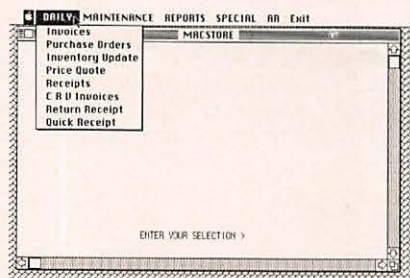 DAILY MAINTENANCE REPORTS SPECIAL AR Exit
MACSTORE
Invoices
Purchase Orders
Inventory Update
Price Quote
Receipts
C R V Invoices
Return Receipt
Quick Receipt
ENTER YOUR SELECTION >